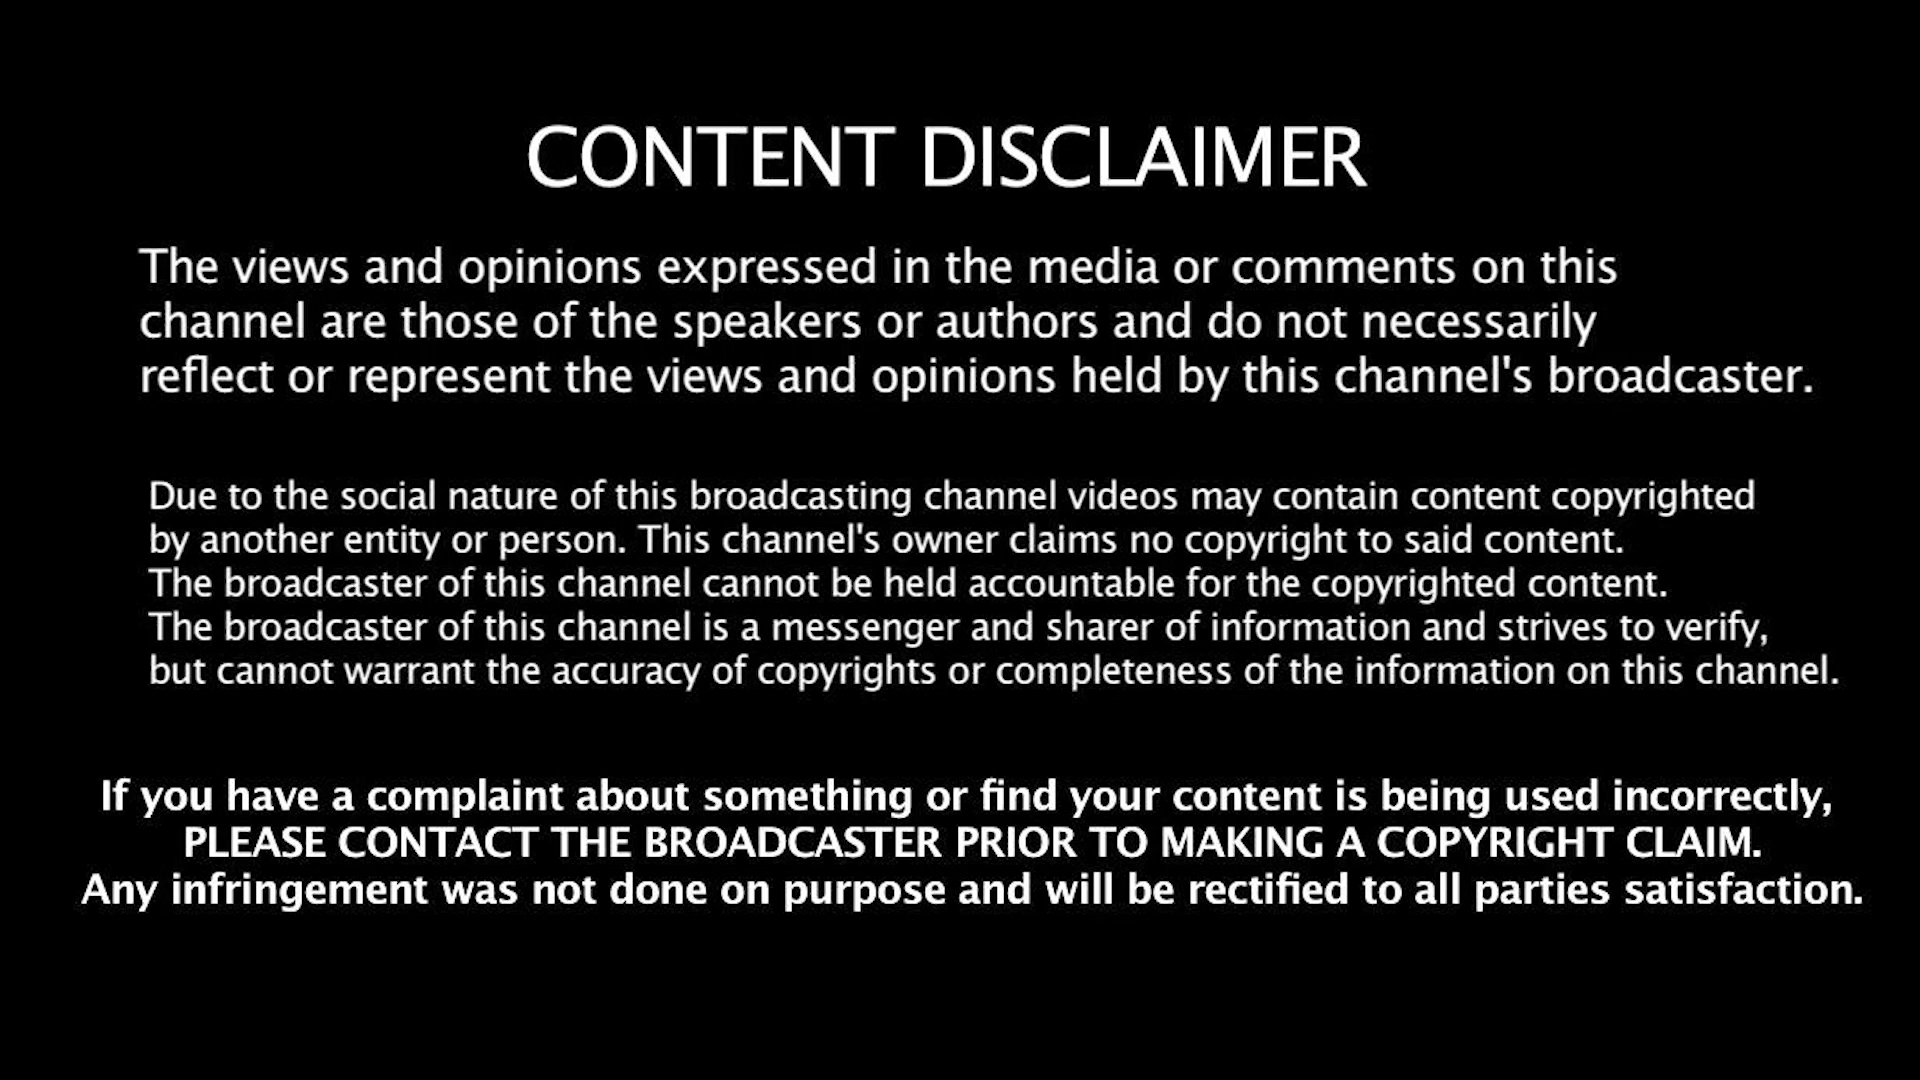 CONTENT DISCLAIMER
The views and opinions expressed in the media or comments on this
channel are those of the speakers or authors and do not necessarily
reflect or represent the views and opinions held by this channel's broadcaster.
Due to the social nature of this broadcasting channel videos may contain content copyrighted
by another entity or person. This channel's owner claims no copyright to said content.
The broadcaster of this channel cannot be held accountable for the copyrighted content.
The broadcaster of this channel is a messenger and sharer of information and strives to verify,
but cannot warrant the accuracy of copyrights or completeness of the information on this channel.
If you have a complaint about something or find your content is being used incorrectly,
PLEASE CONTACT THE BROADCASTER PRIOR TO MAKING A COPYRIGHT CLAIM.
Any infringement was not done on purpose and will be rectified to all parties satisfaction.